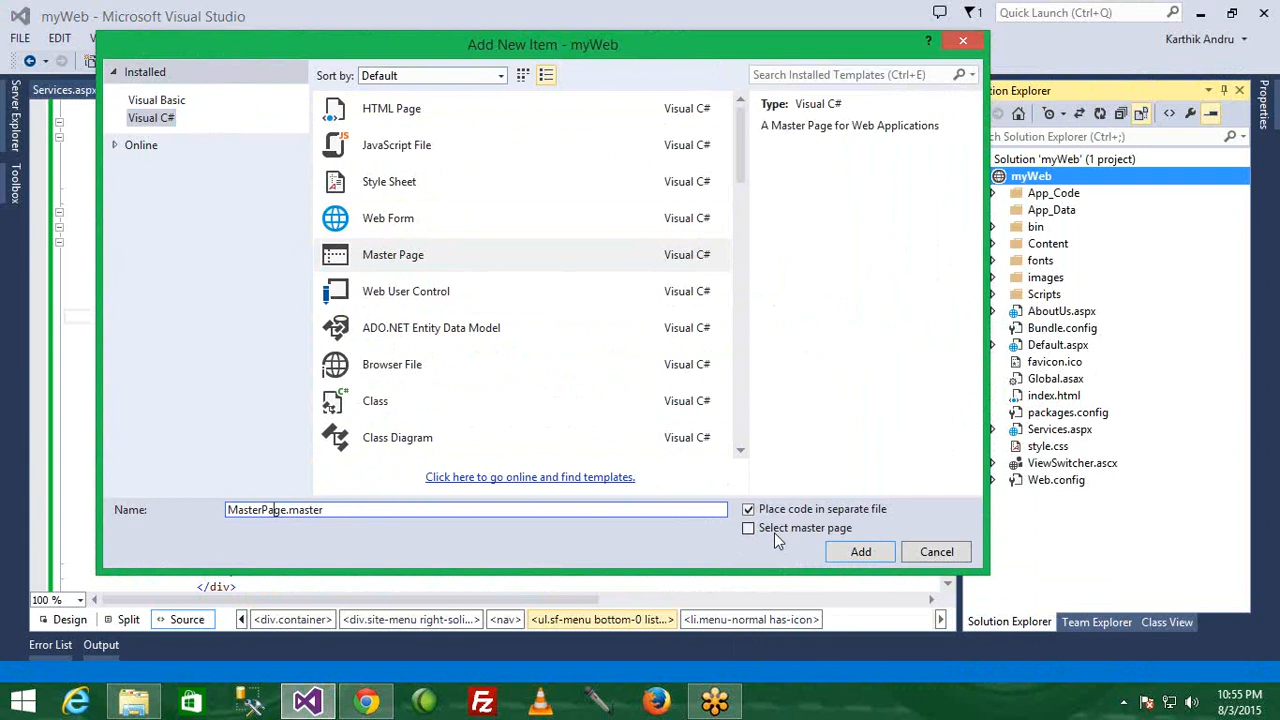 myWeb - Microsoft Visual Studio
1
Quick Launch (Ctrl+Q)
FILE EDIT
Karthik Andru
Add New Item - myWeb
?
Installed
Visual Basic
Visual C#
Online
Sort by: Default
Search Installed Templates (Ctrl+E)
HTML Page Visual C#
JavaScript File Visual C#
Style Sheet Visual C#
Web Form Visual C#
Master Page Visual C#
Web User Control Visual C#
ADO.NET Entity Data Model Visual C#
Browser File Visual C#
Class Visual C#
Class Diagram Visual C#
Click here to go online and find templates.
Type: Visual C#
A Master Page for Web Applications
Name: MasterPage.master
Place code in separate file
Select master page
Add Cancel
Services.aspx
Server Explorer
Toolbox
ion Explorer
Properties
ch Solution Explorer (Ctrl+;)
Solution 'myWeb' (1 project)
myWeb
App_Code
App_Data
bin
Content
fonts
images
Scripts
AboutUs.aspx
Bundle.config
Default.aspx
favicon.ico
Global.asax
index.html
packages.config
Services.aspx
style.css
ViewSwitcher.ascx
Web.config
</div>
100 %
Design Split Source <div.container> <div.site-menu right-soli...> <nav> <ul.sf-menu bottom-0 list...> <li.menu-normal has-icon>
Solution Explorer Team Explorer Class View
Error List Output
10:55 PM
8/3/2015